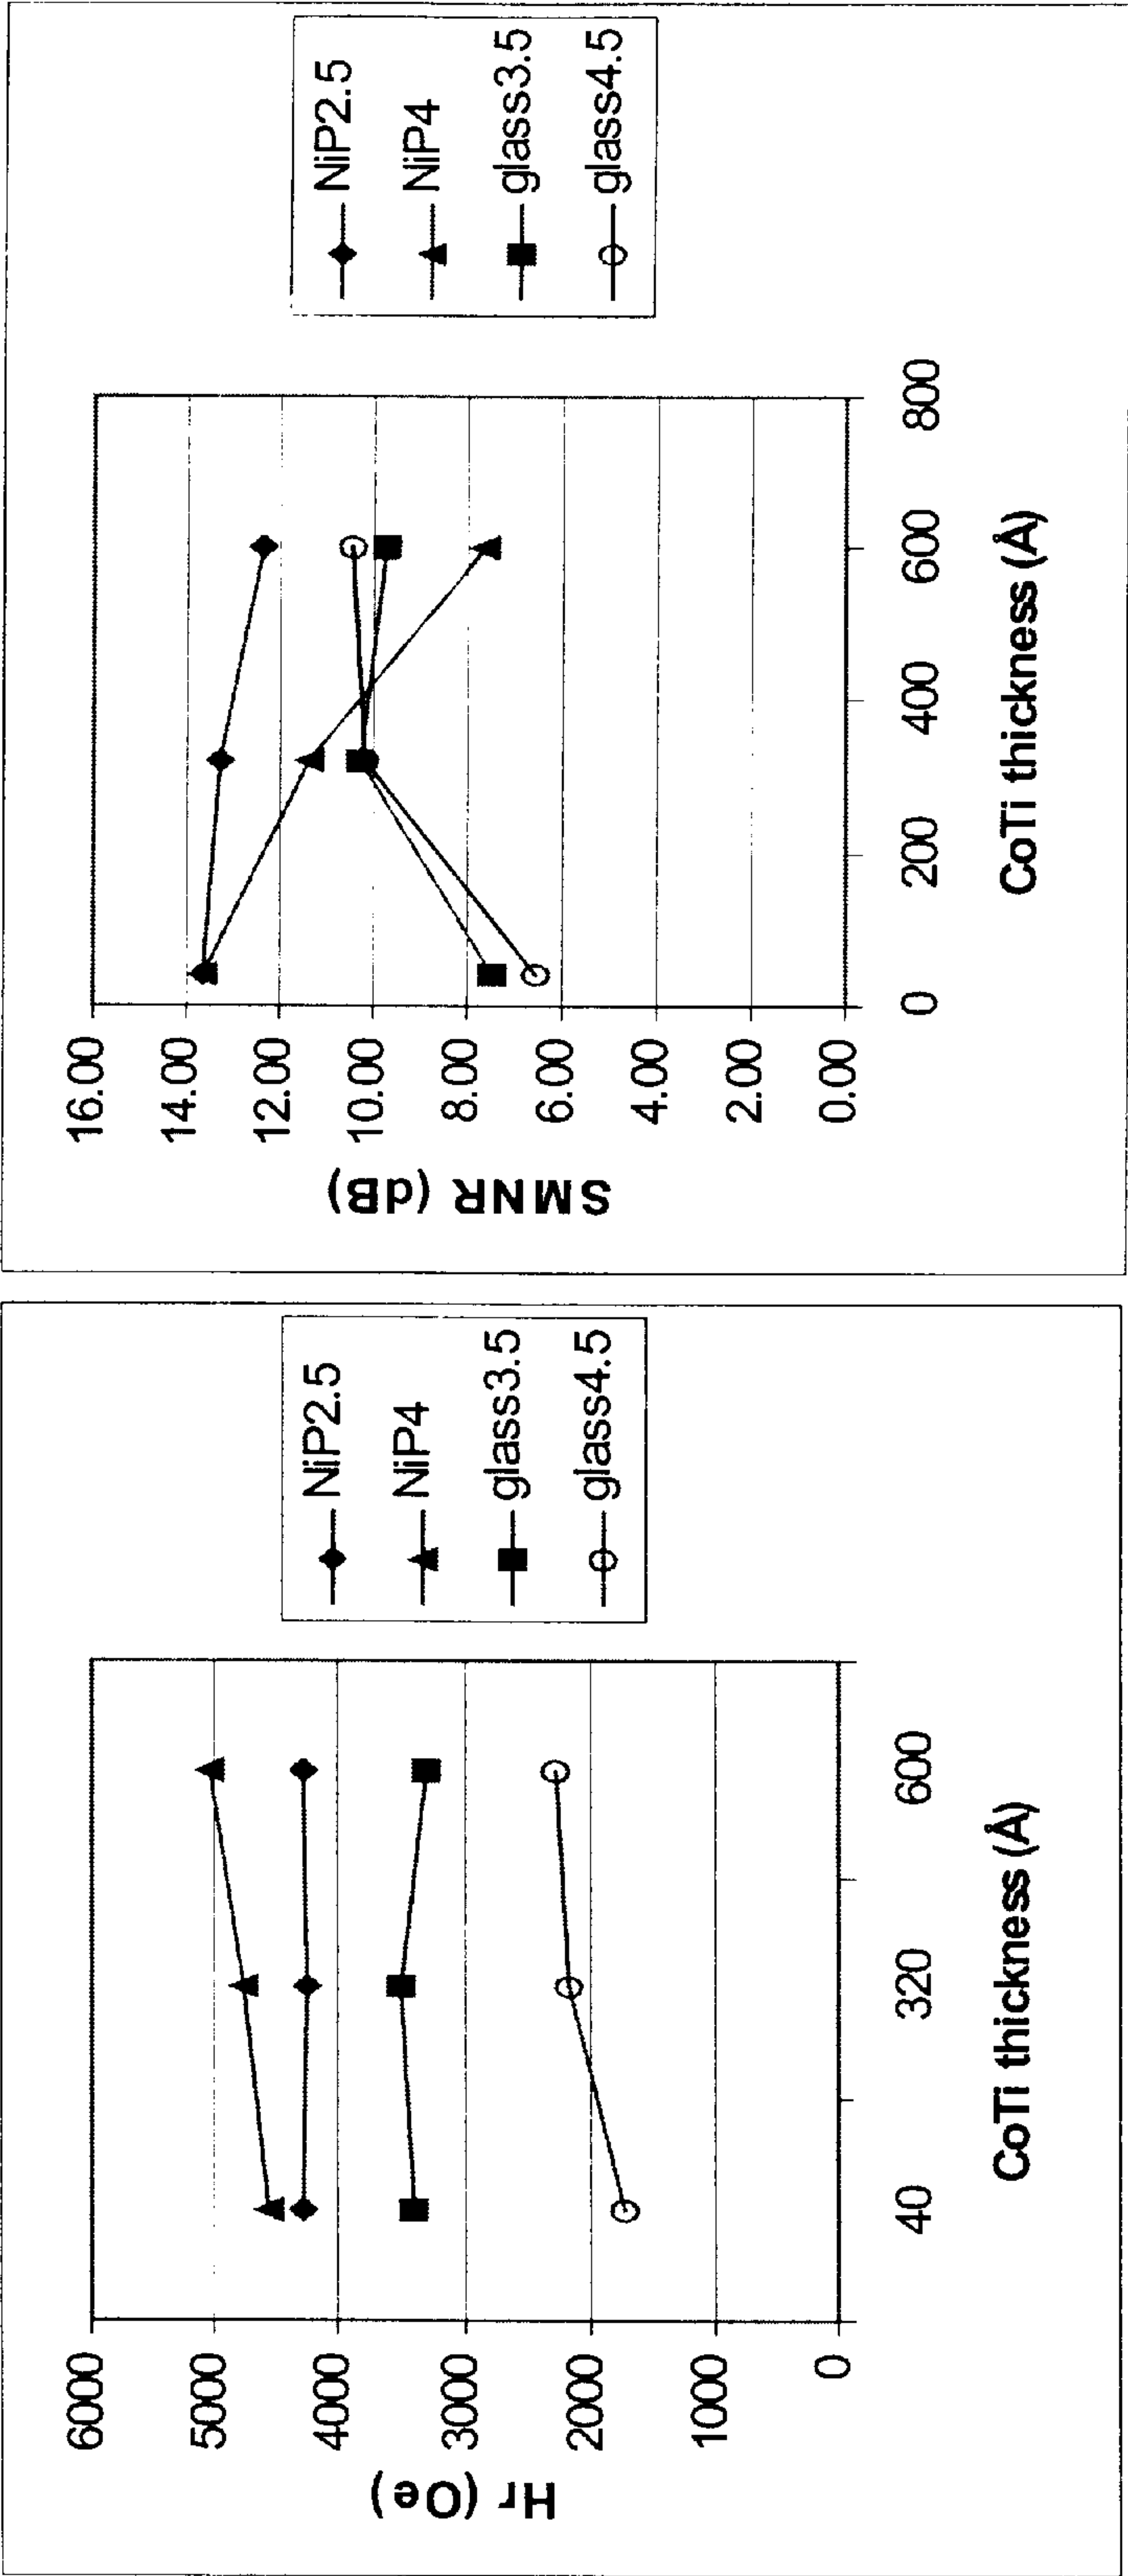 6000
5000
4000
3000
2000
1000
0
Hr (Oe)
40
320
600
CoTi thickness (Å)
NiP2.5
NiP4
glass3.5
glass4.5
16.00
14.00
12.00
10.00
8.00
6.00
4.00
2.00
0.00
SMNR (dB)
0
200
400
600
800
CoTi thickness (Å)
NiP2.5
NiP4
glass3.5
glass4.5